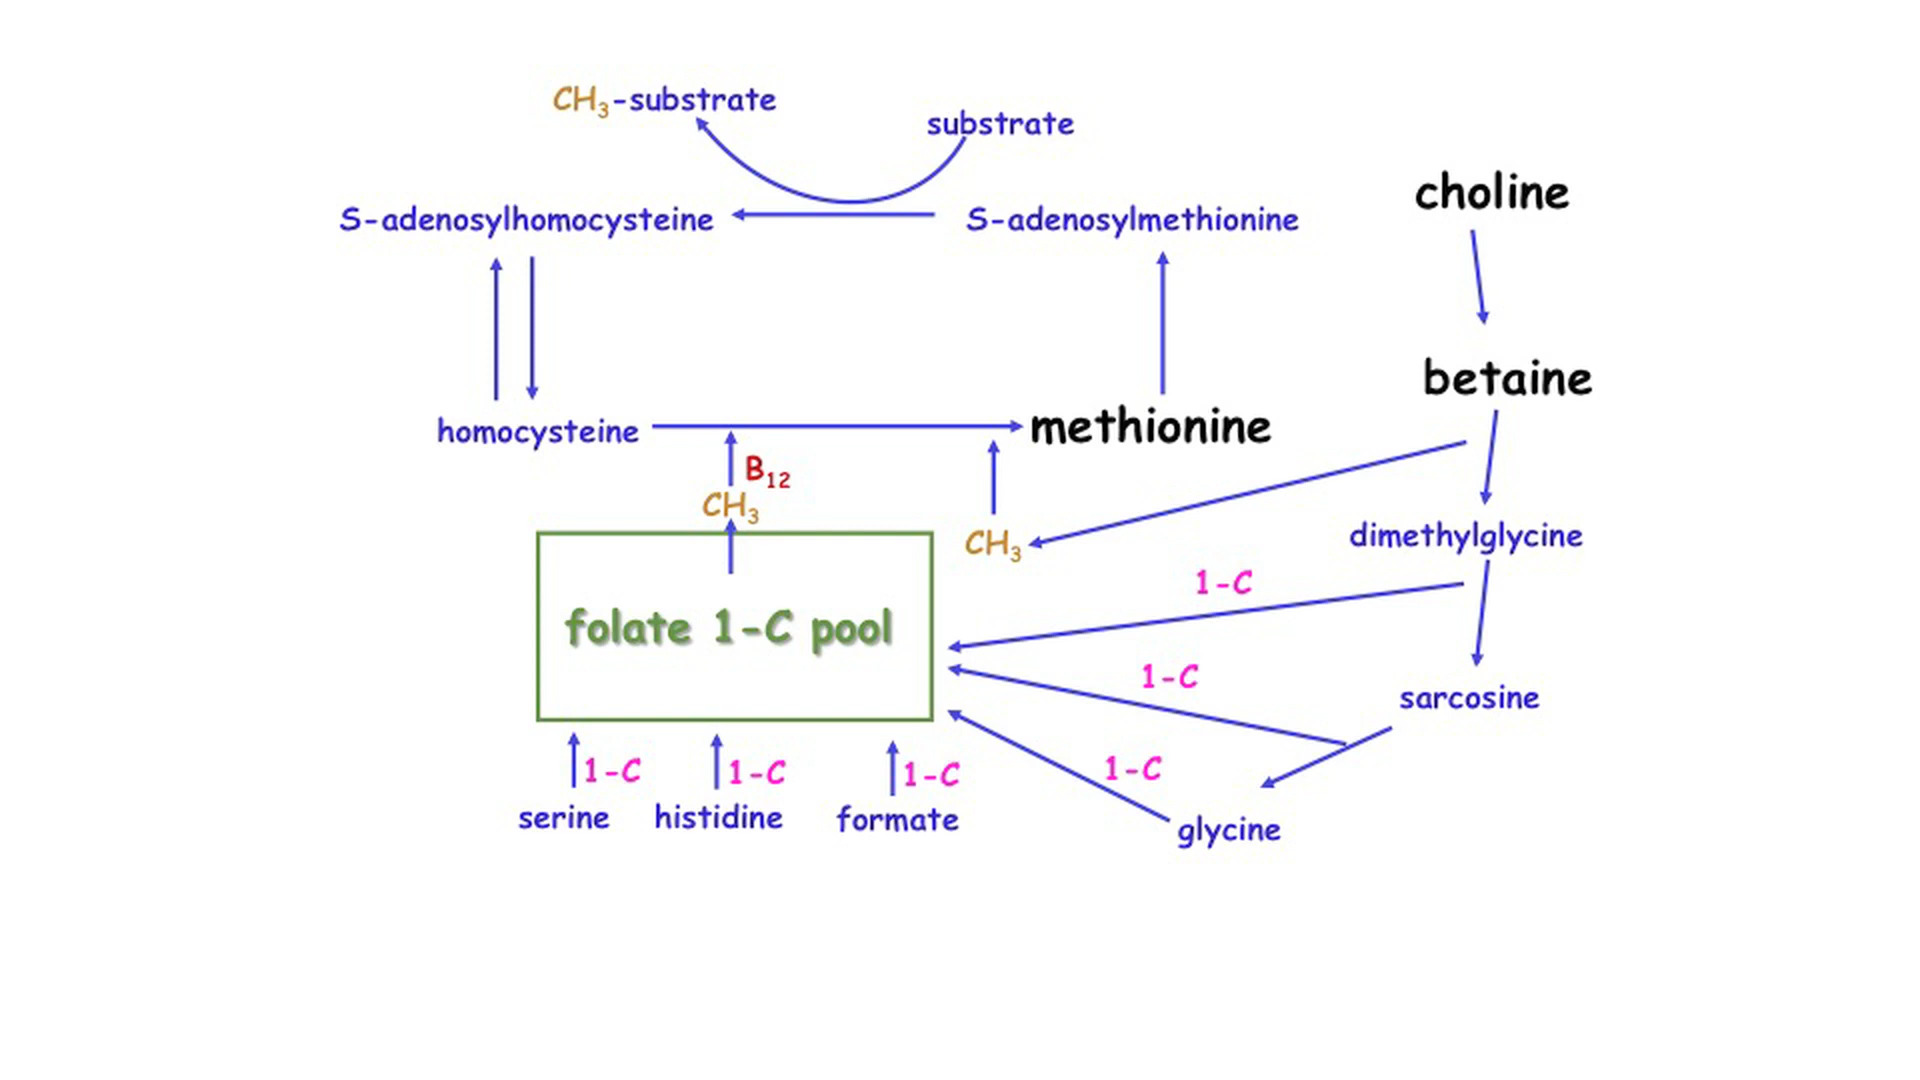 CH3-substrate
substrate
choline
S-adenosylhomocysteine
S-adenosylmethionine
betaine
homocysteine
methionine
B12
CH3
CH3
dimethylglycine
1-C
folate 1-C pool
1-C
sarcosine
1-C
1-C
1-C
1-C
serine
histidine
formate
glycine